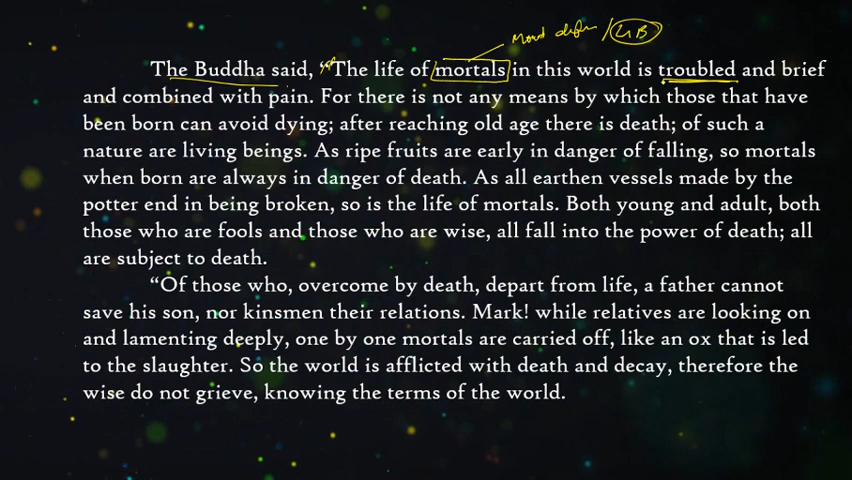 The Buddha said, "The life of mortals in this world is troubled and brief
and combined with pain. For there is not any means by which those that have
been born can avoid dying; after reaching old age there is death; of such a
nature are living beings. As ripe fruits are early in danger of falling, so mortals
when born are always in danger of death. As all earthen vessels made by the
potter end in being broken, so is the life of mortals. Both young and adult, both
those who are fools and those who are wise, all fall into the power of death; all
are subject to death.
"Of those who, overcome by death, depart from life, a father cannot
save his son, nor kinsmen their relations. Mark! while relatives are looking on
and lamenting deeply, one by one mortals are carried off, like an ox that is led
to the slaughter. So the world is afflicted with death and decay, therefore the
wise do not grieve, knowing the terms of the world.